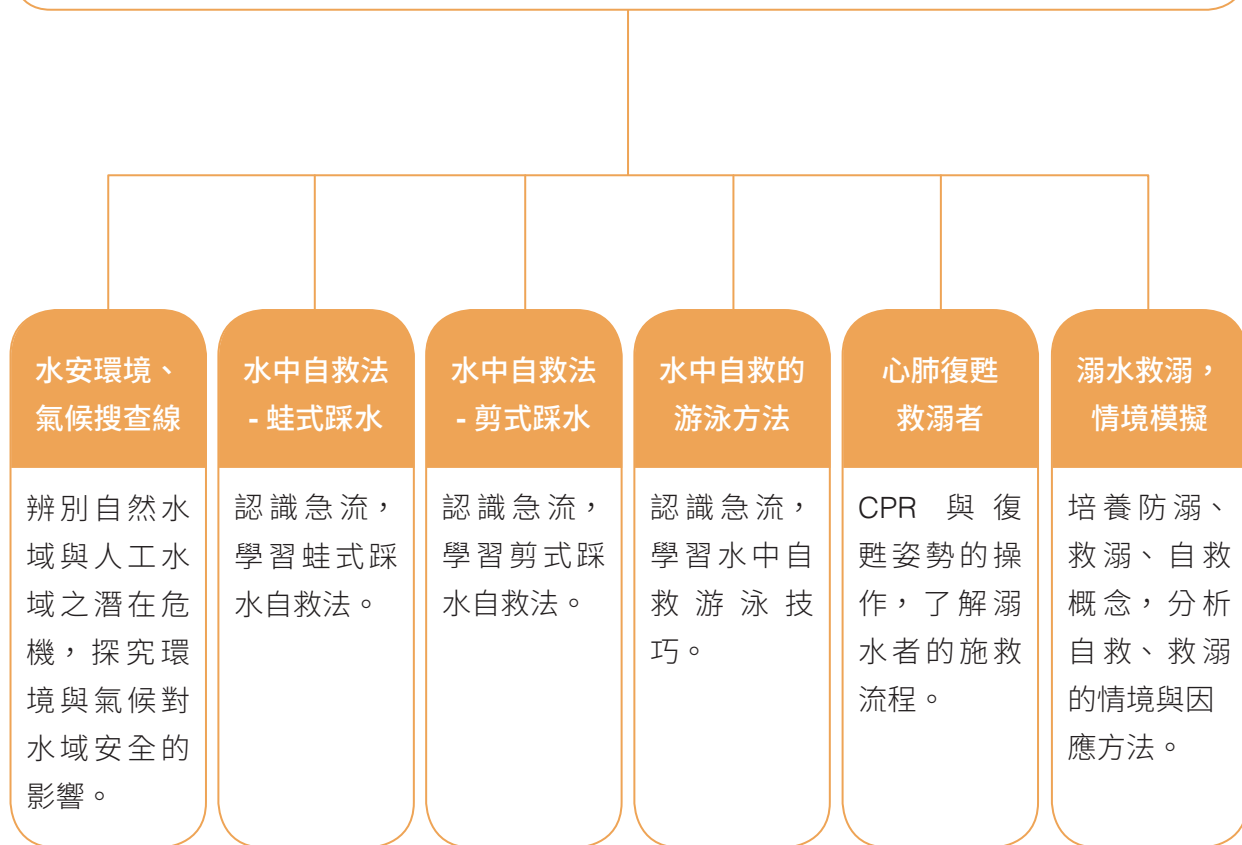 水安環境、
氣候搜查線
辨別自然水
域與人工水
域之潛在危
機，探究環
境與氣候對
水域安全的
影響。
水中自救法
- 蛙式踩水
認識急流，
學習蛙式踩
水自救法。
水中自救法
- 剪式踩水
認識急流，
學習剪式踩
水自救法。
水中自救的
游泳方法
認識急流，
學習水中自
救游泳技
巧。
心肺復甦
救溺者
CPR 與復
甦姿勢的操
作，了解溺
水者的施救
流程。
溺水救溺，
情境模擬
培養防溺、
救溺、自救
概念，分析
自救、救溺
的情境與因
應方法。